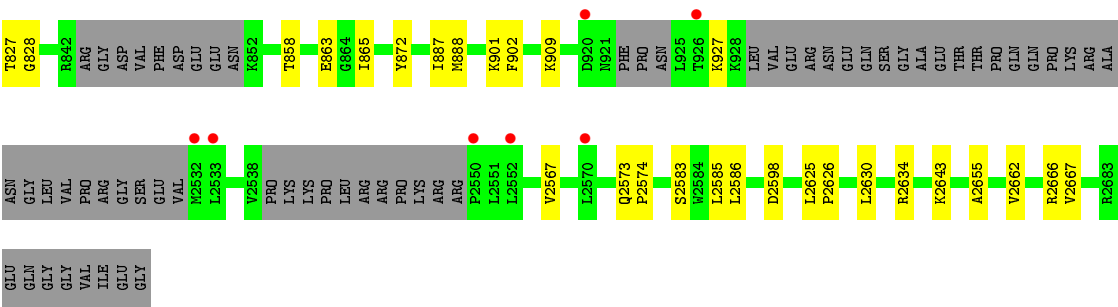 T827 G828 R842 ARG GLY ASP VAL PHE ASP GLU GLU ASN K852 T858 E863 G864 I865 Y872 I887 M888 K901 F902 K909 D920 N921 PHE PRO ASN L925 T926 K927 K928 LEU VAL GLU ARG ASN GLU GLN SER GLY ALA GLU THR THR PRO GLN GLN PRO LYS ARG ALA
ASN GLY LEU VAL PRO ARG GLY SER GLU VAL M2532 L2533 V2538 PRO LYS LYS PRO LEU ARG ARG PRO LYS ARG ARG P2550 L2551 L2552 V2567 L2570 Q2573 P2574 S2583 W2584 L2585 L2586 D2598 L2625 P2626 L2630 R2634 K2643 A2655 V2662 R2666 V2667 R2683
GLU GLN GLY GLY VAL ILE GLU GLY